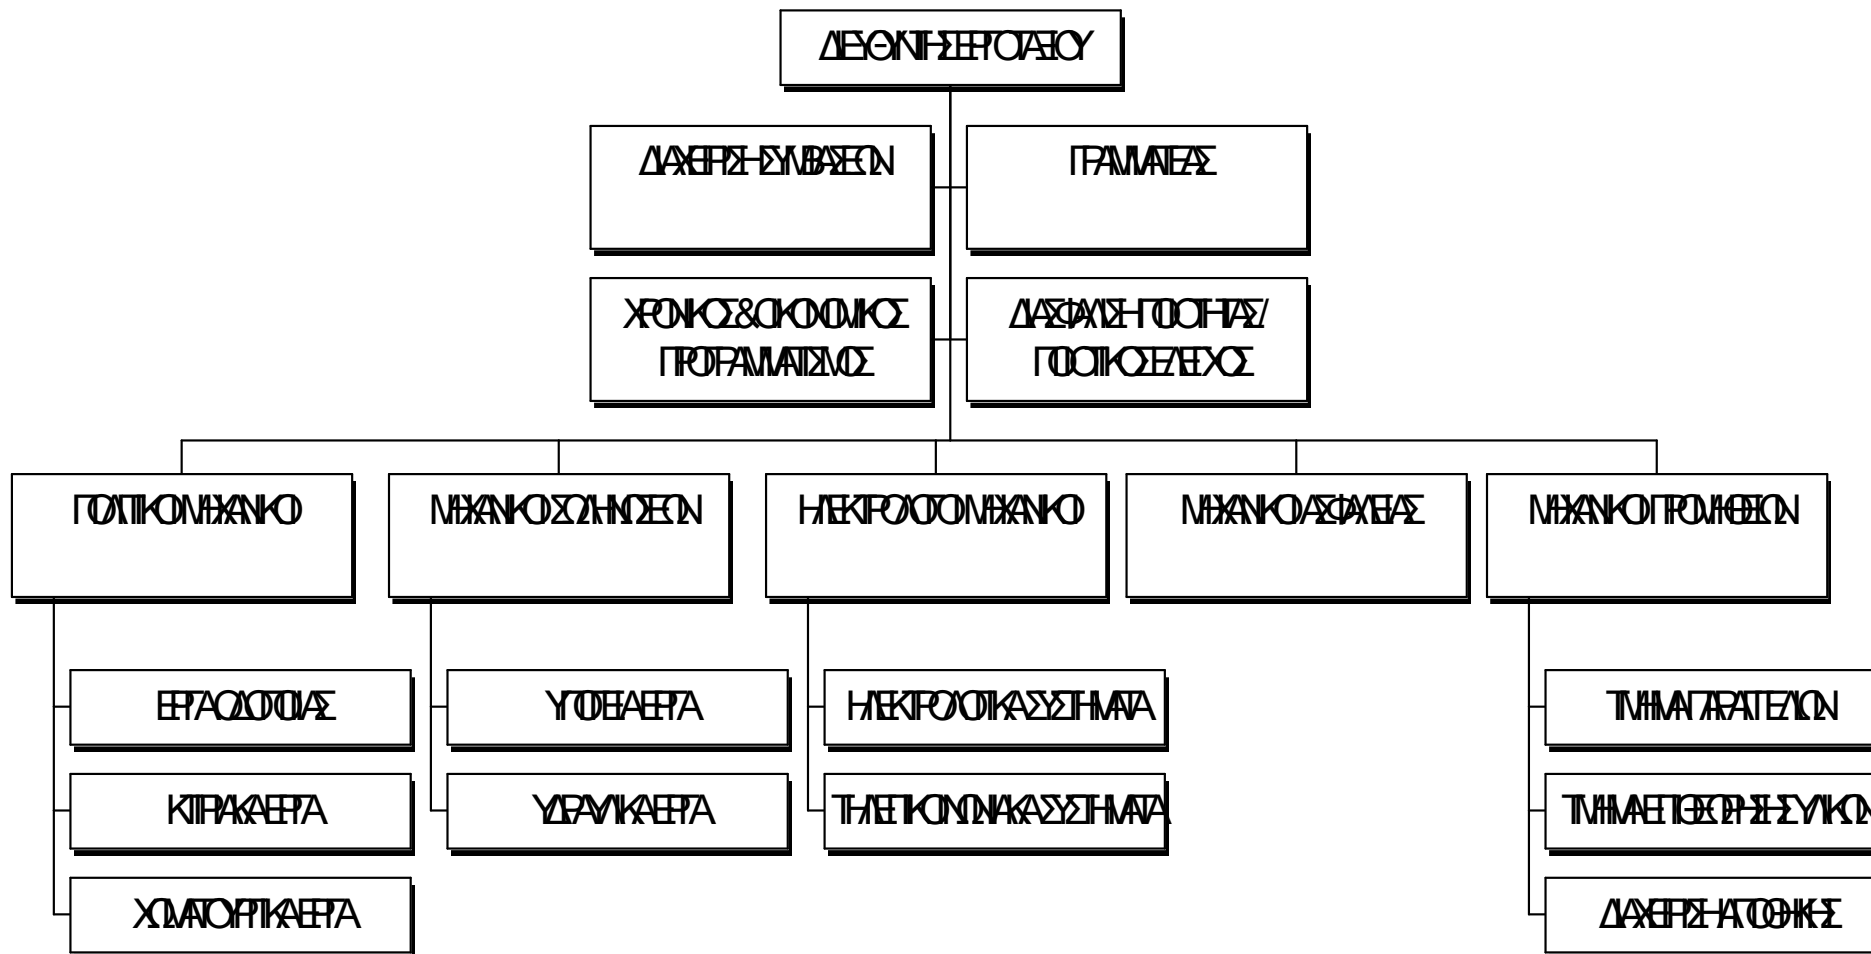 ΔΙΕΥΘΥΝΤΗΣ ΕΡΓΟΤΑΞΙΟΥ
ΔΙΑΧΕΙΡΙΣΗ ΣΥΜΒΑΣΕΩΝ
ΓΡΑΜΜΑΤΕΑΣ
ΧΡΟΝΙΚΟΣ & ΟΙΚΟΝΟΜΙΚΟΣ
ΠΡΟΓΡΑΜΜΑΤΙΣΜΟΣ
ΔΙΑΣΦΑΛΙΣΗ ΠΟΙΟΤΗΤΑΣ/
ΠΟΙΟΤΙΚΟΣ ΕΛΕΓΧΟΣ
ΠΟΛΙΤΙΚΟΙ ΜΗΧΑΝΙΚΟΙ
ΜΗΧΑΝΙΚΟΙ ΣΩΛΗΝΩΣΕΩΝ
ΗΛΕΚΤΡΟΛΟΓΟΙ ΜΗΧΑΝΙΚΟΙ
ΜΗΧΑΝΙΚΟΙ ΑΣΦΑΛΕΙΑΣ
ΜΗΧΑΝΙΚΟΙ ΠΡΟΜΗΘΕΙΩΝ
ΕΡΓΑ ΟΔΟΠΟΙΙΑΣ
ΥΠΟΓΕΙΑ ΕΡΓΑ
ΗΛΕΚΤΡΟΛΟΓΙΚΑ ΣΥΣΤΗΜΑΤΑ
ΤΜΗΜΑ ΠΑΡΑΓΓΕΛΙΩΝ
ΚΤΙΡΙΑΚΑ ΕΡΓΑ
ΥΔΡΑΥΛΙΚΑ ΕΡΓΑ
ΤΗΛΕΠΙΚΟΙΝΩΝΙΑΚΑ ΣΥΣΤΗΜΑΤΑ
ΤΜΗΜΑ ΕΠΙΘΕΩΡΗΣΗΣ ΥΛΙΚΩΝ
ΧΩΜΑΤΟΥΡΓΙΚΑ ΕΡΓΑ
ΔΙΑΧΕΙΡΙΣΗ ΑΠΟΘΗΚΗΣ